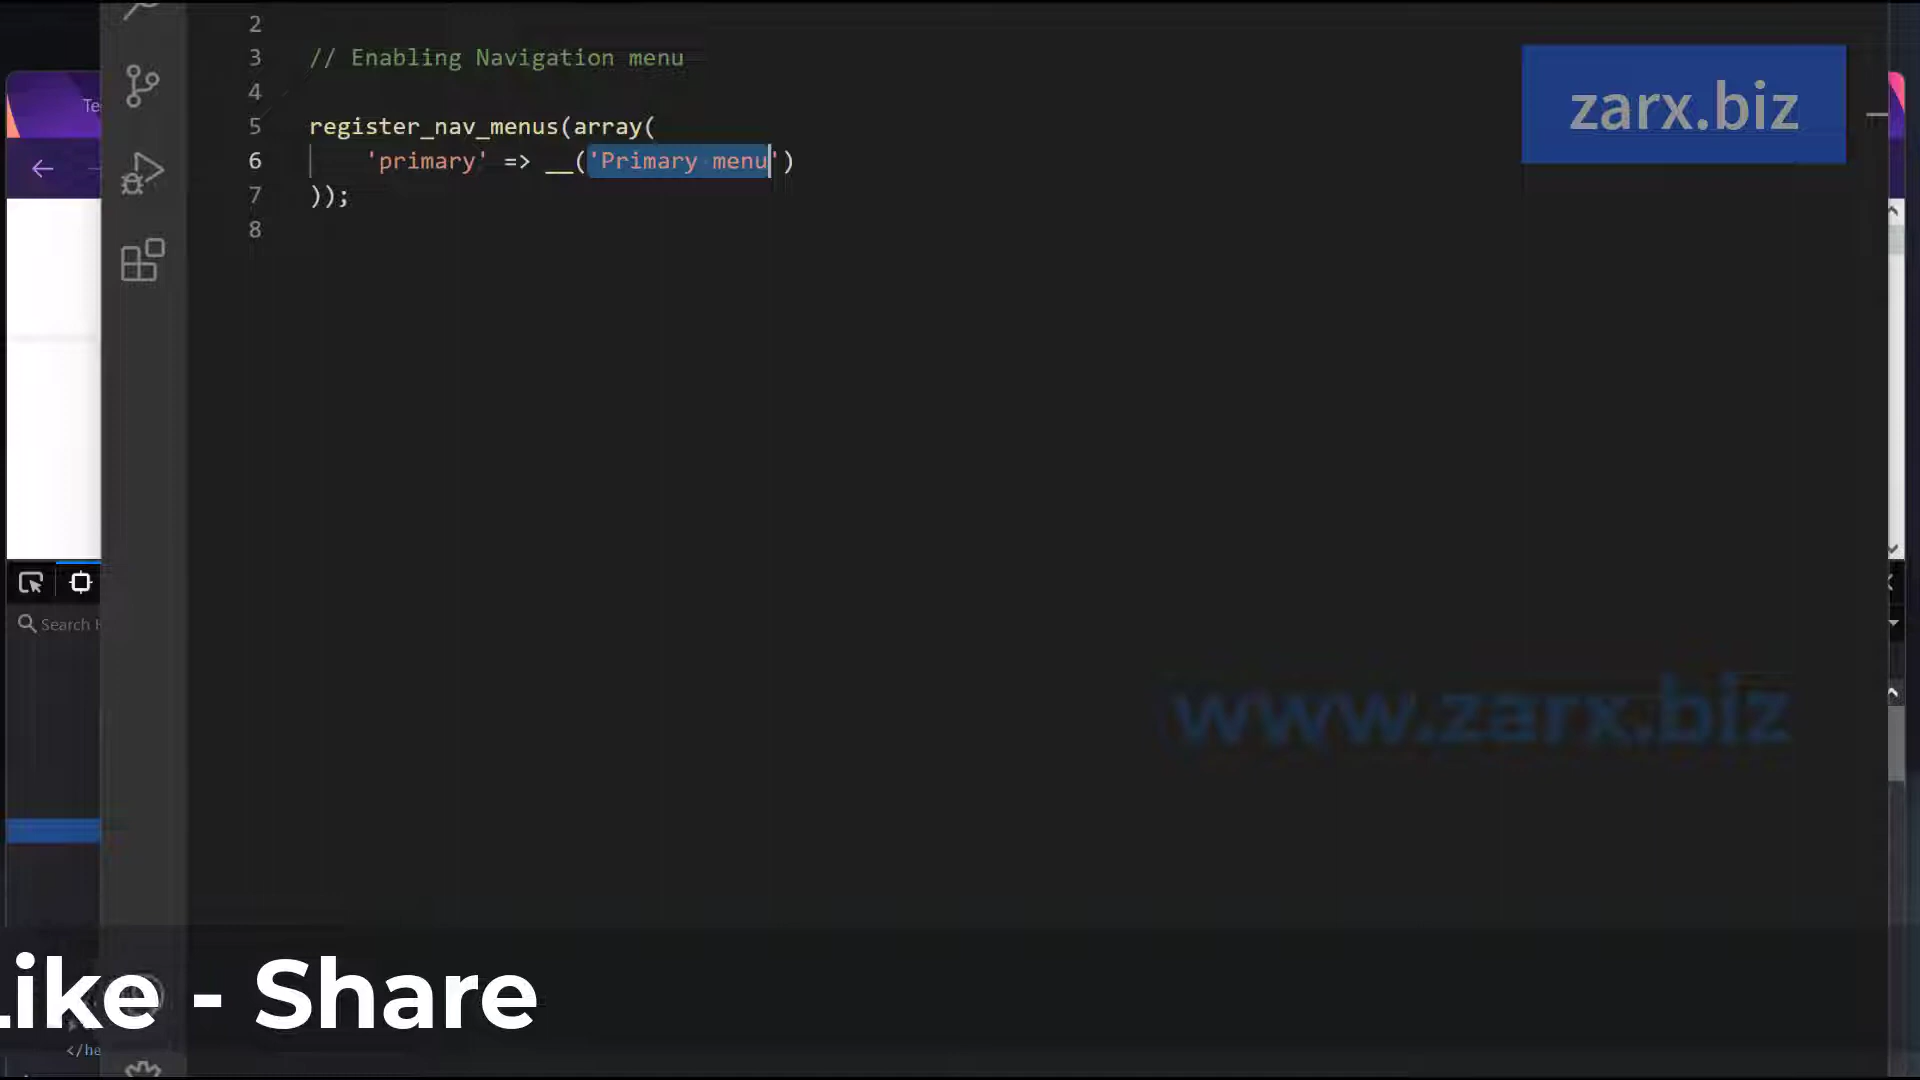 2
3 // Enabling Navigation menu
4
5 register_nav_menus(array(
6 'primary' => __('Primary menu')
7 ));
8
zarx.biz
Te
Search H
www.zarx.biz
Like - Share
</he